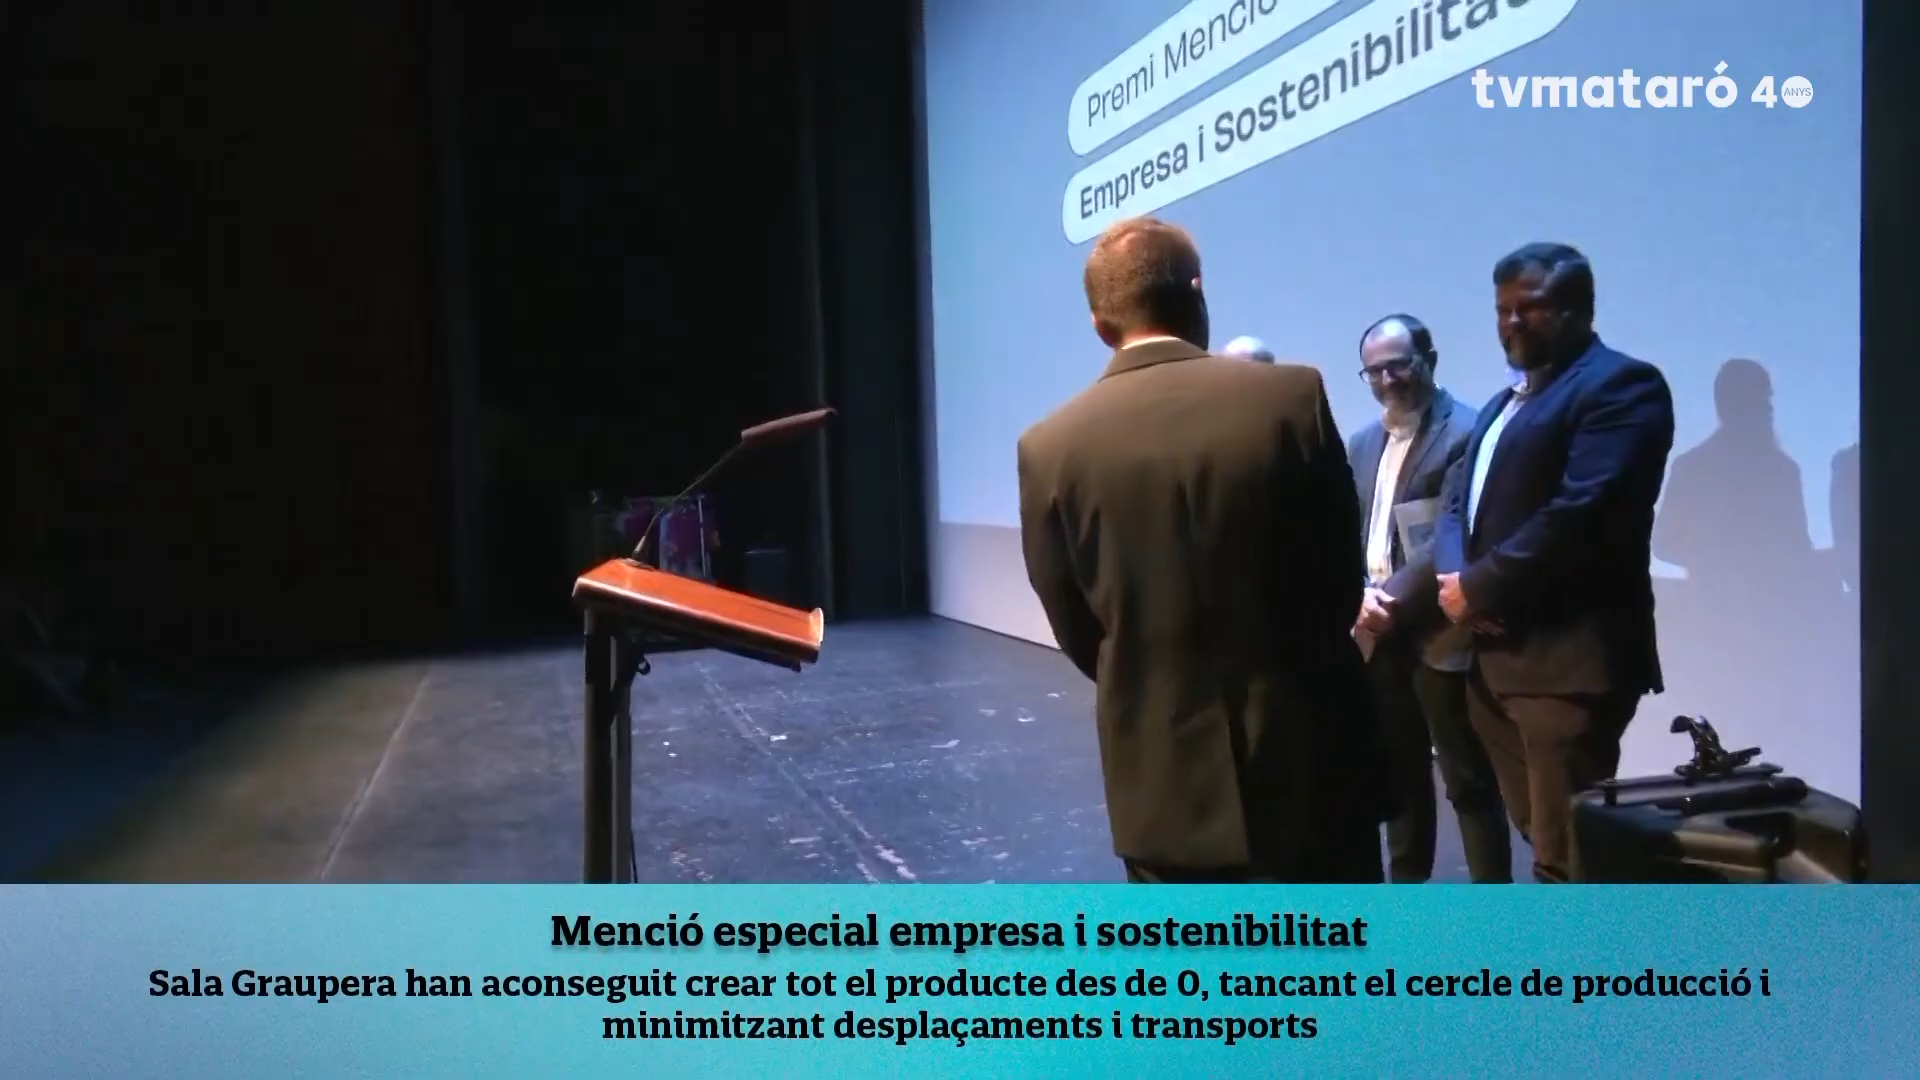 Premi Menció
Empresa i Sostenibilitat
tvmataró 40
ANYS
Menció especial empresa i sostenibilitat
Sala Graupera han aconseguit crear tot el producte des de 0, tancant el cercle de producció i
minimitzant desplaçaments i transports